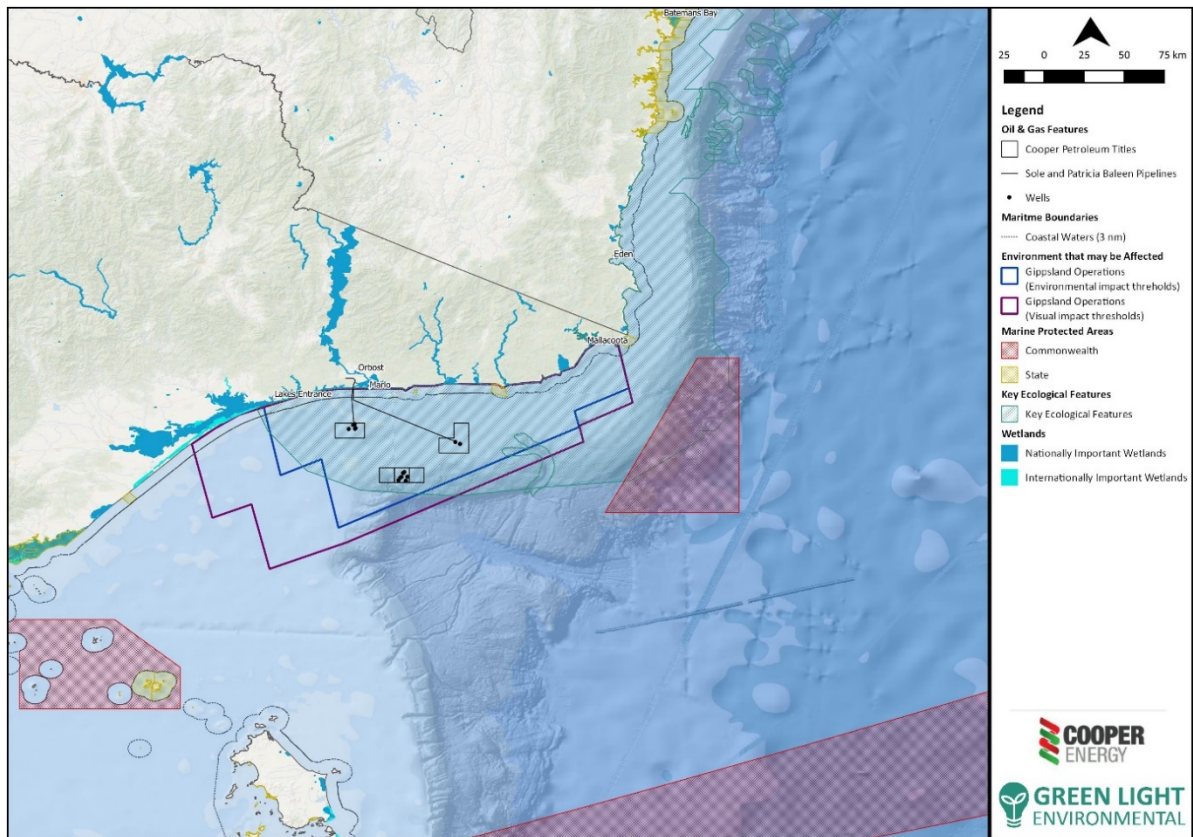 Batemans Bay
Eden
Mallacoota
Orbost
Marlo
Lakes Entrance
25 0 25 50 75 km
Legend
Oil & Gas Features
Cooper Petroleum Titles
Sole and Patricia Baleen Pipelines
Wells
Maritme Boundaries
Coastal Waters (3 nm)
Environment that may be Affected
Gippsland Operations
(Environmental impact threholds)
Gippsland Operations
(Visual impact thresholds)
Marine Protected Areas
Commonwealth
State
Key Ecological Features
Key Ecological Features
Wetlands
Nationally Important Wetlands
Internationally Important Wetlands
COOPER
ENERGY
GREEN LIGHT
ENVIRONMENTAL